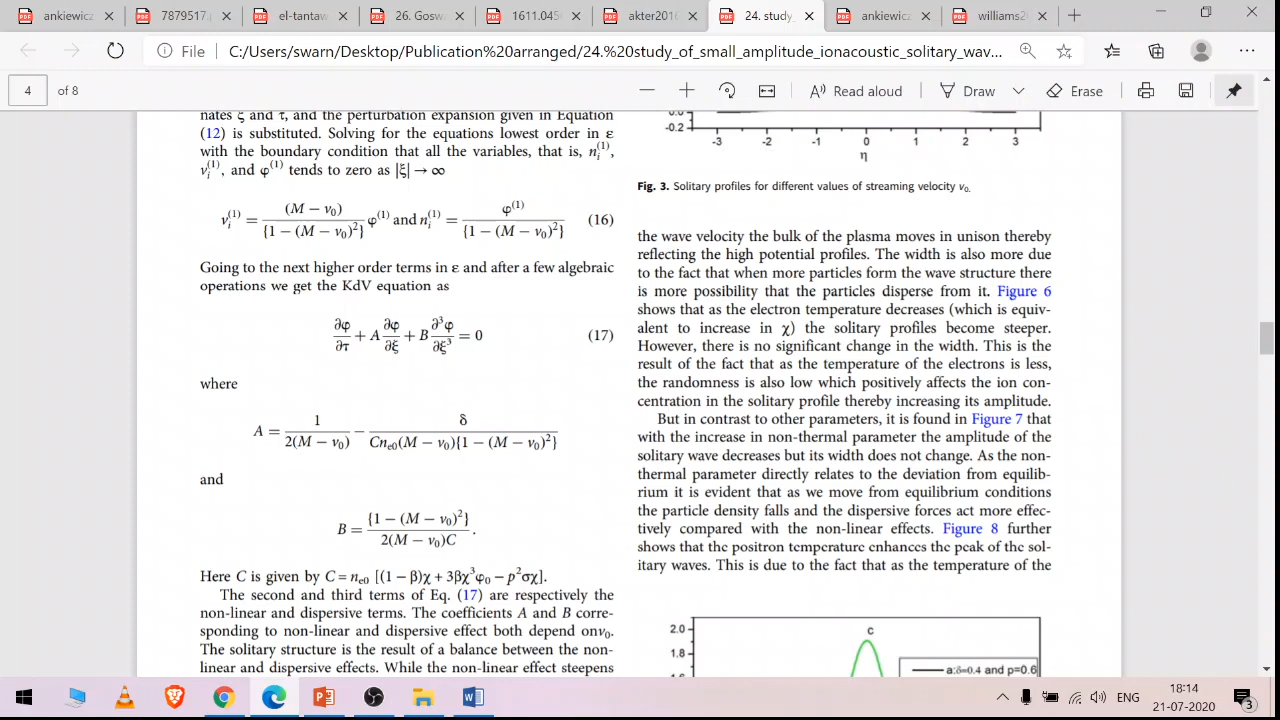 ankiewicz
7879517.
el-tantaw
26. Gosw
1611.045
akter2016
24. study_
ankiewicz
williams20
File
C:/Users/swarn/Desktop/Publication%20arranged/24.%20study_of_small_amplitude_ionacoustic_solitary_wav...
4 of 8
Read aloud
Draw
Erase
nates ξ and τ, and the perturbation expansion given in Equation
(12) is substituted. Solving for the equations lowest order in ε
with the boundary condition that all the variables, that is, n_i^(1),
v_i^(1), and φ^(1) tends to zero as |ξ| → ∞
v_i^(1) = (M − v₀) / {1 − (M − v₀)²} φ^(1) and n_i^(1) = φ^(1) / {1 − (M − v₀)²} (16)
Going to the next higher order terms in ε and after a few algebraic
operations we get the KdV equation as
∂φ/∂τ + A ∂φ/∂ξ + B ∂³φ/∂ξ³ = 0 (17)
where
A = 1 / 2(M − v₀) − δ / Cn_e0(M − v₀){1 − (M − v₀)²}
and
B = {1 − (M − v₀)²} / 2(M − v₀)C .
Here C is given by C = n_e0 [(1 − β)χ + 3βχ³φ₀ − p²σχ].
The second and third terms of Eq. (17) are respectively the
non-linear and dispersive terms. The coefficients A and B corre-
sponding to non-linear and dispersive effect both depend onv₀.
The solitary structure is the result of a balance between the non-
linear and dispersive effects. While the non-linear effect steepens
0.0
-0.2
-3 -2 -1 0 1 2 3
η
Fig. 3. Solitary profiles for different values of streaming velocity v₀.
the wave velocity the bulk of the plasma moves in unison thereby
reflecting the high potential profiles. The width is also more due
to the fact that when more particles form the wave structure there
is more possibility that the particles disperse from it. Figure 6
shows that as the electron temperature decreases (which is equiv-
alent to increase in χ) the solitary profiles become steeper.
However, there is no significant change in the width. This is the
result of the fact that as the temperature of the electrons is less,
the randomness is also low which positively affects the ion con-
centration in the solitary profile thereby increasing its amplitude.
But in contrast to other parameters, it is found in Figure 7 that
with the increase in non-thermal parameter the amplitude of the
solitary wave decreases but its width does not change. As the non-
thermal parameter directly relates to the deviation from equilib-
rium it is evident that as we move from equilibrium conditions
the particle density falls and the dispersive forces act more effec-
tively compared with the non-linear effects. Figure 8 further
shows that the positron temperature enhances the peak of the sol-
itary waves. This is due to the fact that as the temperature of the
2.0
c
1.8
a:δ=0.4 and p=0.6
ENG
18:14
21-07-2020
3